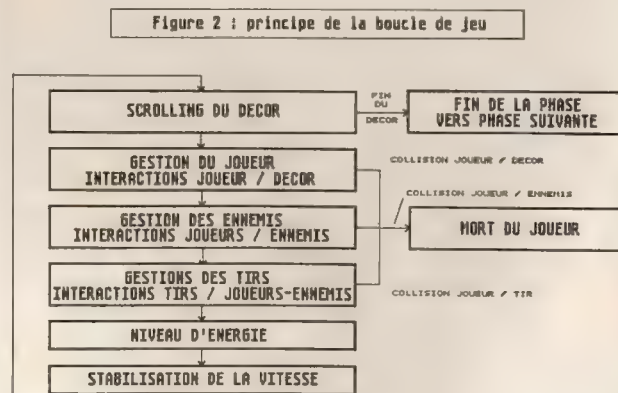 Figure 2 : principe de la boucle de jeu
SCROLLING DU DECOR
FIN
DU
DECOR
FIN DE LA PHASE
VERS PHASE SUIVANTE
GESTION DU JOUEUR
INTERACTIONS JOUEUR / DECOR
COLLISION JOUEUR / DECOR
GESTION DES ENNEMIS
INTERACTIONS JOUEURS / ENNEMIS
COLLISION JOUEUR / ENNEMIS
MORT DU JOUEUR
GESTIONS DES TIRS
INTERACTIONS TIRS / JOUEURS-ENNEMIS
COLLISION JOUEUR / TIR
NIVEAU D'ENERGIE
STABILISATION DE LA VITESSE